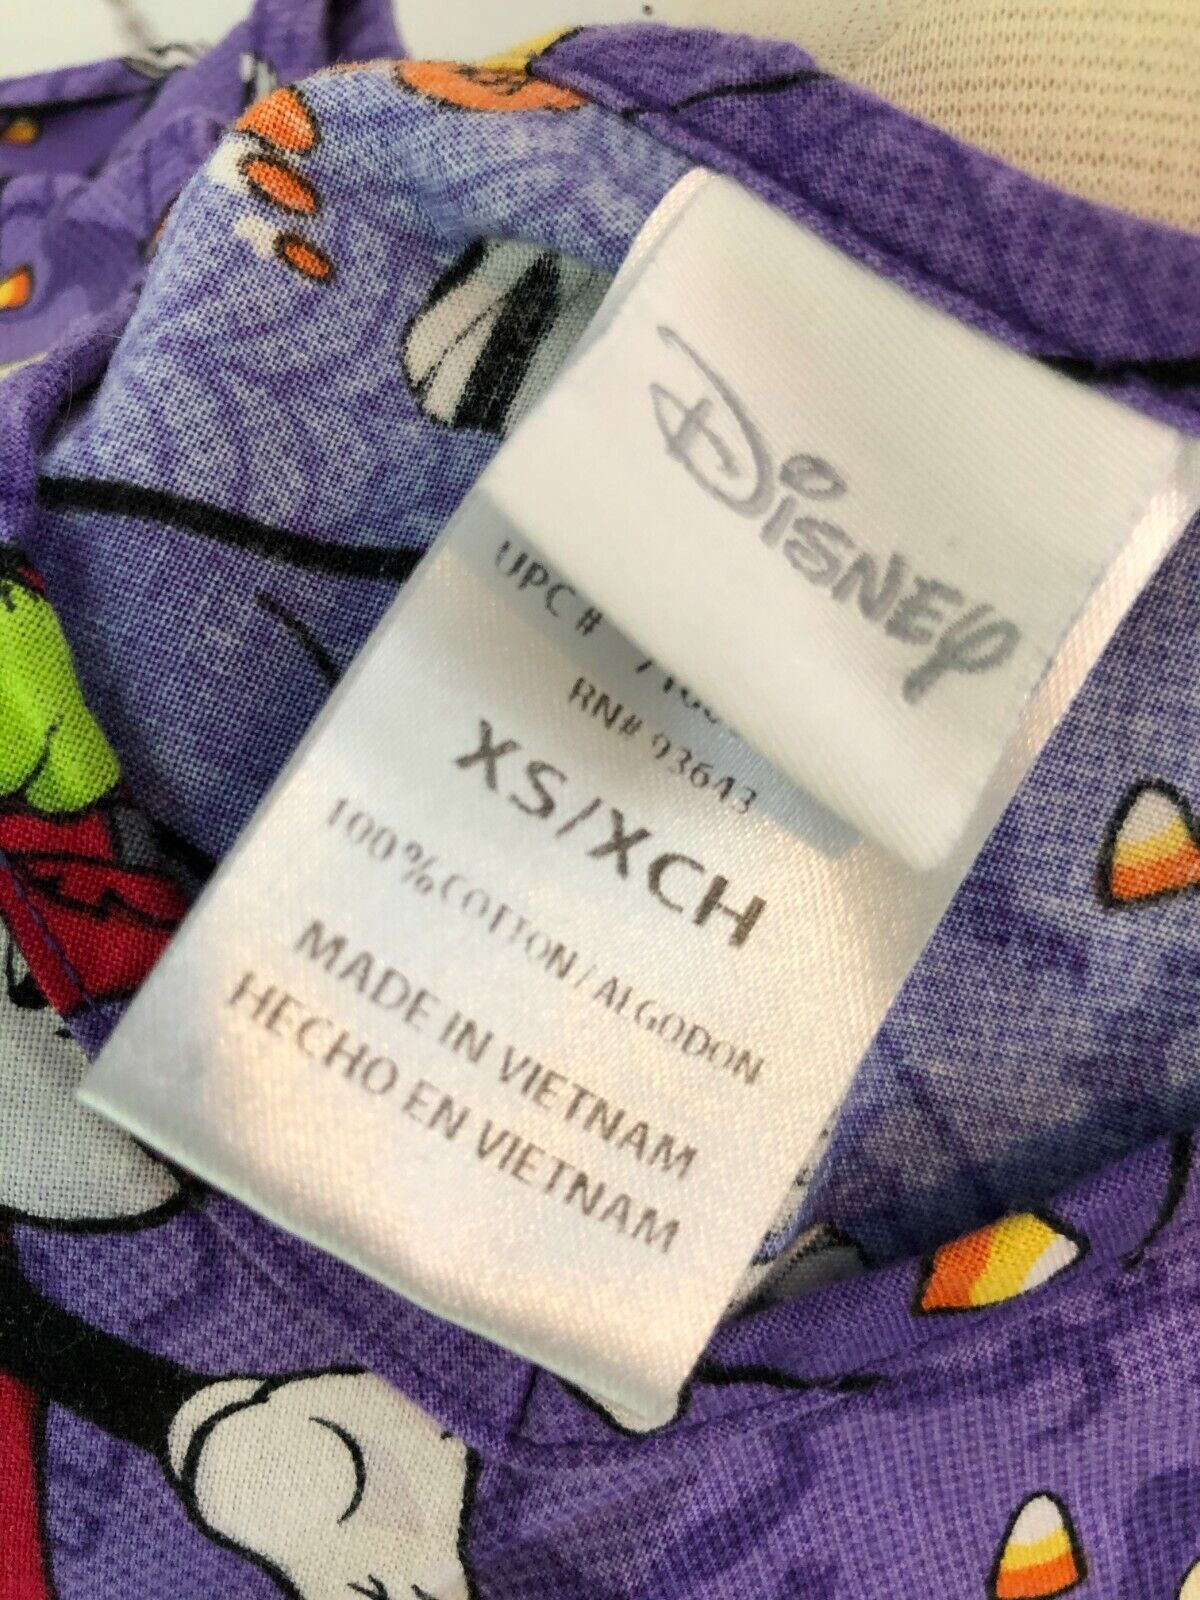 Disney
UPC #
RN# 93643
XS/XCH
100% COTTON/ALGODON
MADE IN VIETNAM
HECHO EN VIETNAM